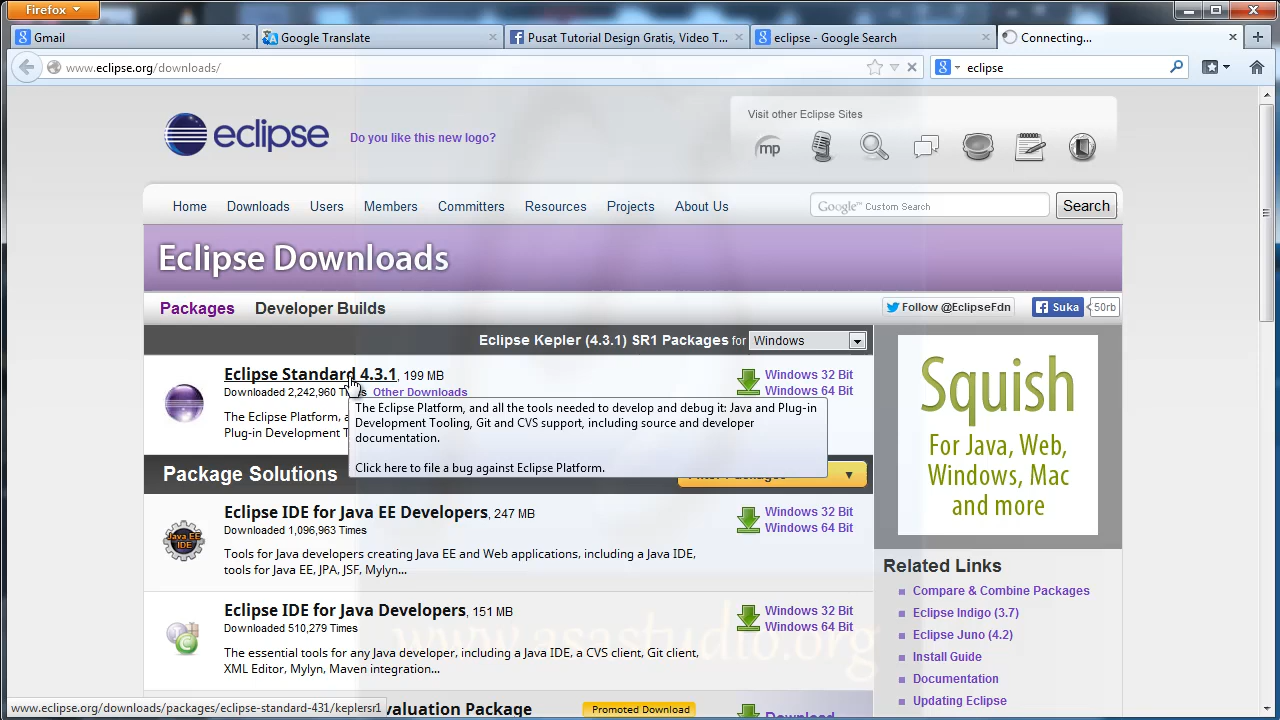 Firefox
Gmail
Google Translate
Pusat Tutorial Design Gratis, Video T...
eclipse - Google Search
Connecting...
www.eclipse.org/downloads/
eclipse
eclipse
Do you like this new logo?
Visit other Eclipse Sites
mp
Home
Downloads
Users
Members
Committers
Resources
Projects
About Us
Google™ Custom Search
Search
Eclipse Downloads
Packages
Developer Builds
Follow @EclipseFdn
Suka
50rb
Eclipse Kepler (4.3.1) SR1 Packages for
Windows
Eclipse Standard 4.3.1, 199 MB
Downloaded 2,242,960 Times
Other Downloads
The Eclipse Platform, a
Plug-in Development T
Windows 32 Bit
Windows 64 Bit
The Eclipse Platform, and all the tools needed to develop and debug it: Java and Plug-in
Development Tooling, Git and CVS support, including source and developer
documentation.
Click here to file a bug against Eclipse Platform.
Package Solutions
Eclipse IDE for Java EE Developers, 247 MB
Downloaded 1,096,963 Times
Tools for Java developers creating Java EE and Web applications, including a Java IDE,
tools for Java EE, JPA, JSF, Mylyn...
Java EE
IDE
Windows 32 Bit
Windows 64 Bit
Eclipse IDE for Java Developers, 151 MB
Downloaded 510,279 Times
The essential tools for any Java developer, including a Java IDE, a CVS client, Git client,
XML Editor, Mylyn, Maven integration...
Windows 32 Bit
Windows 64 Bit
valuation Package
Promoted Download
Download
Squish
For Java, Web,
Windows, Mac
and more
Related Links
Compare & Combine Packages
Eclipse Indigo (3.7)
Eclipse Juno (4.2)
Install Guide
Documentation
Updating Eclipse
www.eclipse.org/downloads/packages/eclipse-standard-431/keplersr1